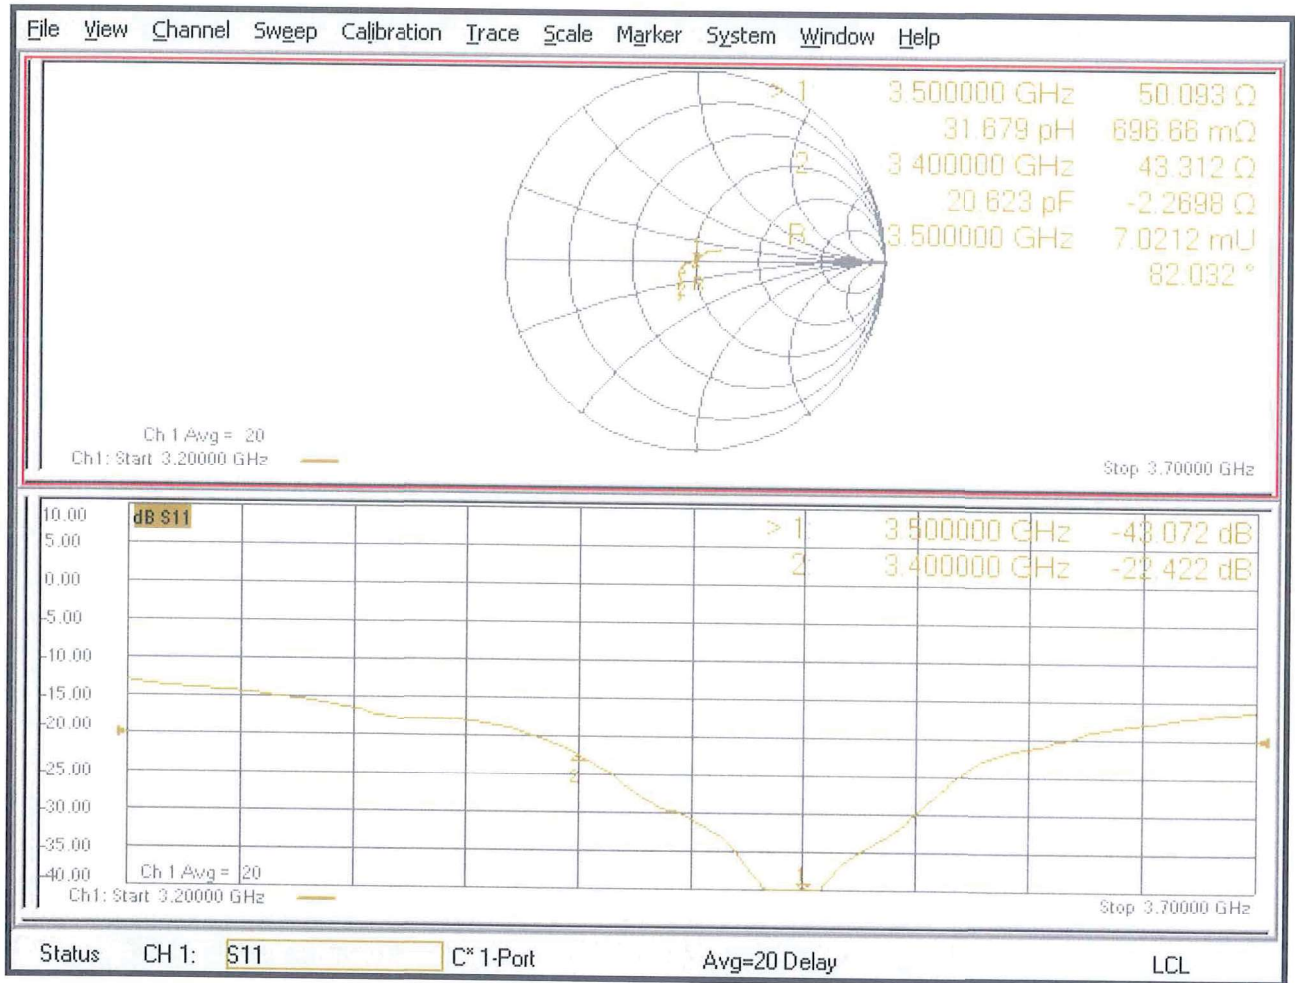 File View Channel Sweep Calibration Trace Scale Marker System Window Help
> 1 3.500000 GHz 50.093 Ω
31.679 pH 696.66 mΩ
2 3.400000 GHz 43.312 Ω
20.623 pF -2.2698 Ω
R 3.500000 GHz 7.0212 mU
82.032 °
1
2
R
Ch 1 Avg = 20
Ch1: Start 3.20000 GHz
Stop 3.70000 GHz
dB S11
> 1: 3.500000 GHz -43.072 dB
2: 3.400000 GHz -22.422 dB
10.00
5.00
0.00
-5.00
-10.00
-15.00
-20.00
-25.00
-30.00
-35.00
-40.00
2
1
Ch 1 Avg = 20
Ch1: Start 3.20000 GHz
Stop 3.70000 GHz
Status CH 1: S11 C* 1-Port Avg=20 Delay LCL